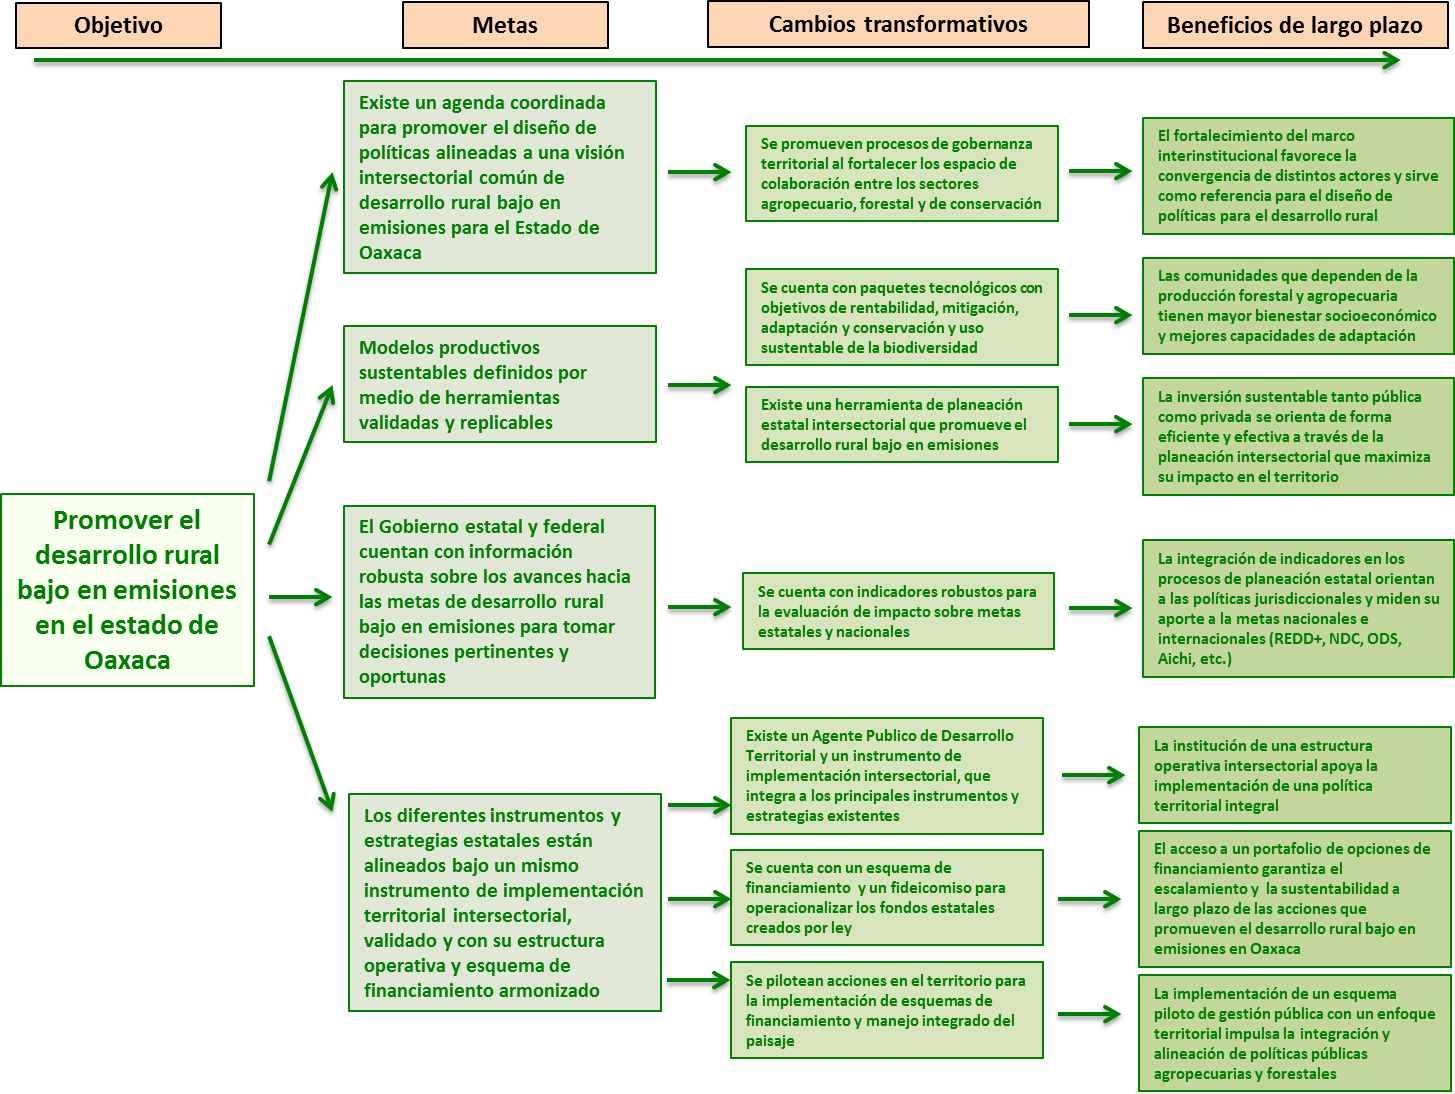 Objetivo
Metas
Cambios transformativos
Beneficios de largo plazo
Promover el
desarrollo rural
bajo en emisiones
en el estado de
Oaxaca
Existe un agenda coordinada
para promover el diseño de
políticas alineadas a una visión
intersectorial común de
desarrollo rural bajo en
emisiones para el Estado de
Oaxaca
Se promueven procesos de gobernanza
territorial al fortalecer los espacio de
colaboración entre los sectores
agropecuario, forestal y de conservación
El fortalecimiento del marco
interinstitucional favorece la
convergencia de distintos actores y sirve
como referencia para el diseño de
políticas para el desarrollo rural
Modelos productivos
sustentables definidos por
medio de herramientas
validadas y replicables
Se cuenta con paquetes tecnológicos con
objetivos de rentabilidad, mitigación,
adaptación y conservación y uso
sustentable de la biodiversidad
Las comunidades que dependen de la
producción forestal y agropecuaria
tienen mayor bienestar socioeconómico
y mejores capacidades de adaptación
Existe una herramienta de planeación
estatal intersectorial que promueve el
desarrollo rural bajo en emisiones
La inversión sustentable tanto pública
como privada se orienta de forma
eficiente y efectiva a través de la
planeación intersectorial que maximiza
su impacto en el territorio
El Gobierno estatal y federal
cuentan con información
robusta sobre los avances hacia
las metas de desarrollo rural
bajo en emisiones para tomar
decisiones pertinentes y
oportunas
Se cuenta con indicadores robustos para
la evaluación de impacto sobre metas
estatales y nacionales
La integración de indicadores en los
procesos de planeación estatal orientan
a las políticas jurisdiccionales y miden su
aporte a la metas nacionales e
internacionales (REDD+, NDC, ODS,
Aichi, etc.)
Los diferentes instrumentos y
estrategias estatales están
alineados bajo un mismo
instrumento de implementación
territorial intersectorial,
validado y con su estructura
operativa y esquema de
financiamiento armonizado
Existe un Agente Publico de Desarrollo
Territorial y un instrumento de
implementación intersectorial, que
integra a los principales instrumentos y
estrategias existentes
La institución de una estructura
operativa intersectorial apoya la
implementación de una política
territorial integral
Se cuenta con un esquema de
financiamiento y un fideicomiso para
operacionalizar los fondos estatales
creados por ley
El acceso a un portafolio de opciones de
financiamiento garantiza el
escalamiento y la sustentabilidad a
largo plazo de las acciones que
promueven el desarrollo rural bajo en
emisiones en Oaxaca
Se pilotean acciones en el territorio para
la implementación de esquemas de
financiamiento y manejo integrado del
paisaje
La implementación de un esquema
piloto de gestión pública con un enfoque
territorial impulsa la integración y
alineación de políticas públicas
agropecuarias y forestales